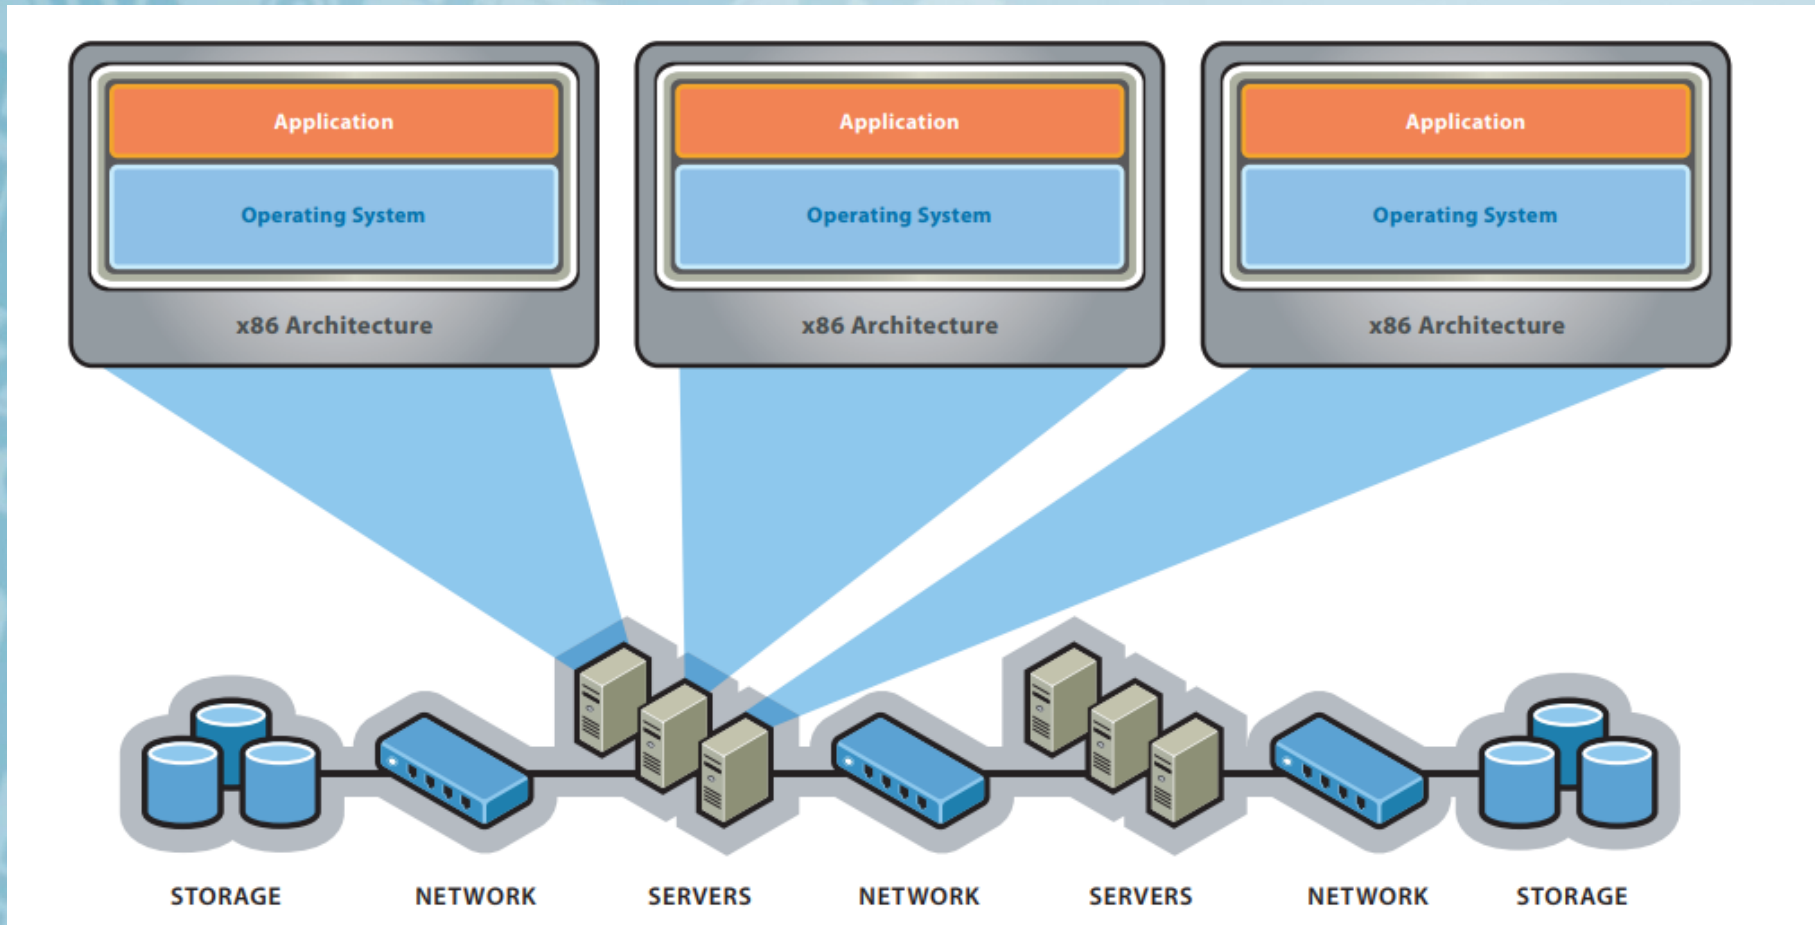 Application
Operating System
x86 Architecture
Application
Operating System
x86 Architecture
Application
Operating System
x86 Architecture
STORAGE
NETWORK
SERVERS
NETWORK
SERVERS
NETWORK
STORAGE